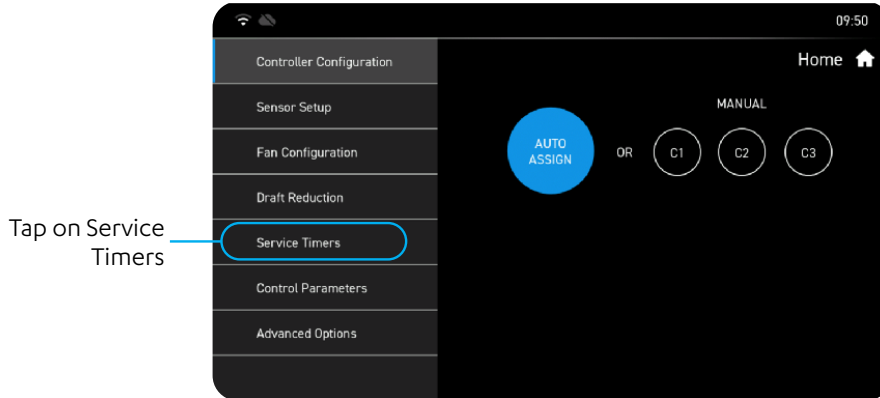 09:50
Controller Configuration
Home
Sensor Setup
MANUAL
AUTO
ASSIGN
OR
C1
C2
C3
Fan Configuration
Draft Reduction
Tap on Service
Timers
Service Timers
Control Parameters
Advanced Options